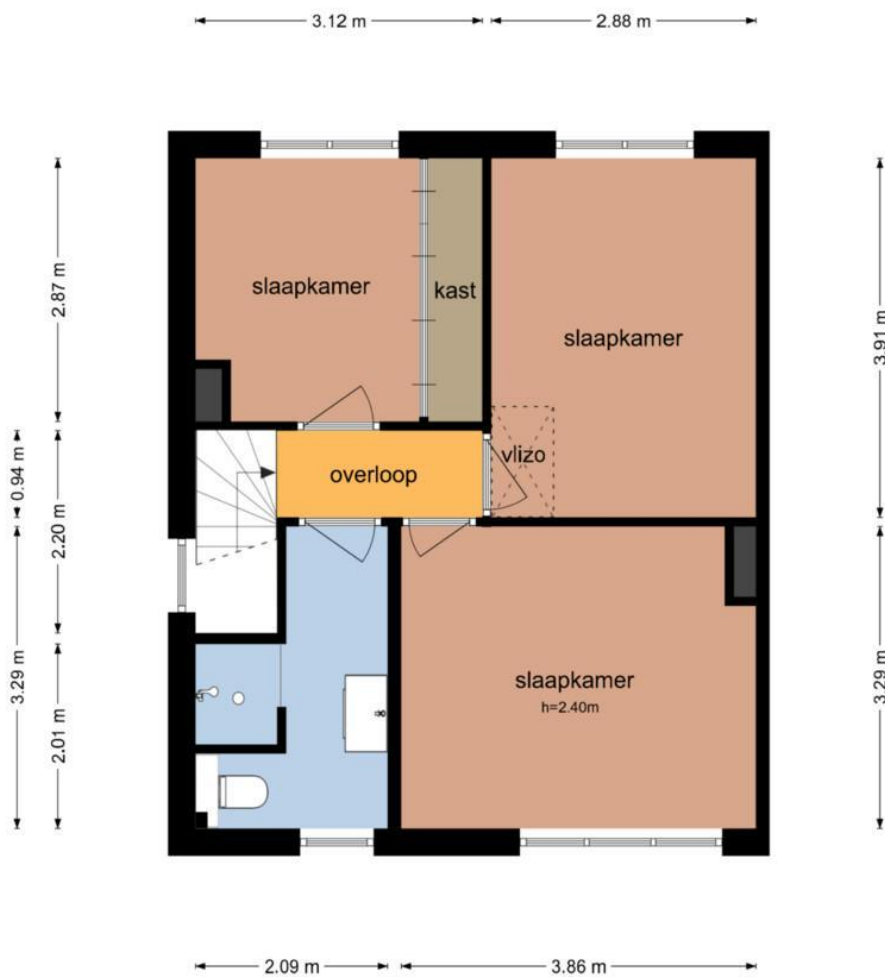 3.12 m
2.88 m
2.87 m
3.91 m
slaapkamer
kast
slaapkamer
0.94 m
2.20 m
overloop
vlizo
3.29 m
2.01 m
slaapkamer
h=2.40m
3.29 m
2.09 m
3.86 m